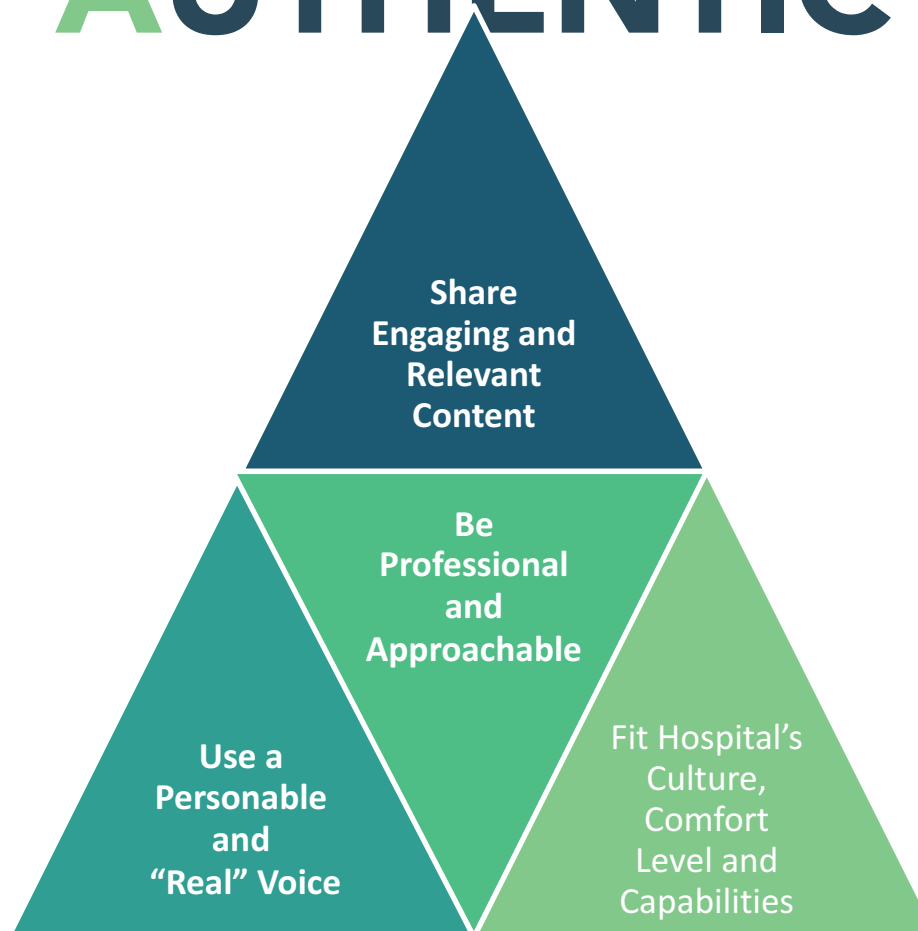 AUTHENTIC
Share
Engaging and
Relevant
Content
Be
Professional
and
Approachable
Use a
Personable
and
“Real” Voice
Fit Hospital’s
Culture,
Comfort
Level and
Capabilities